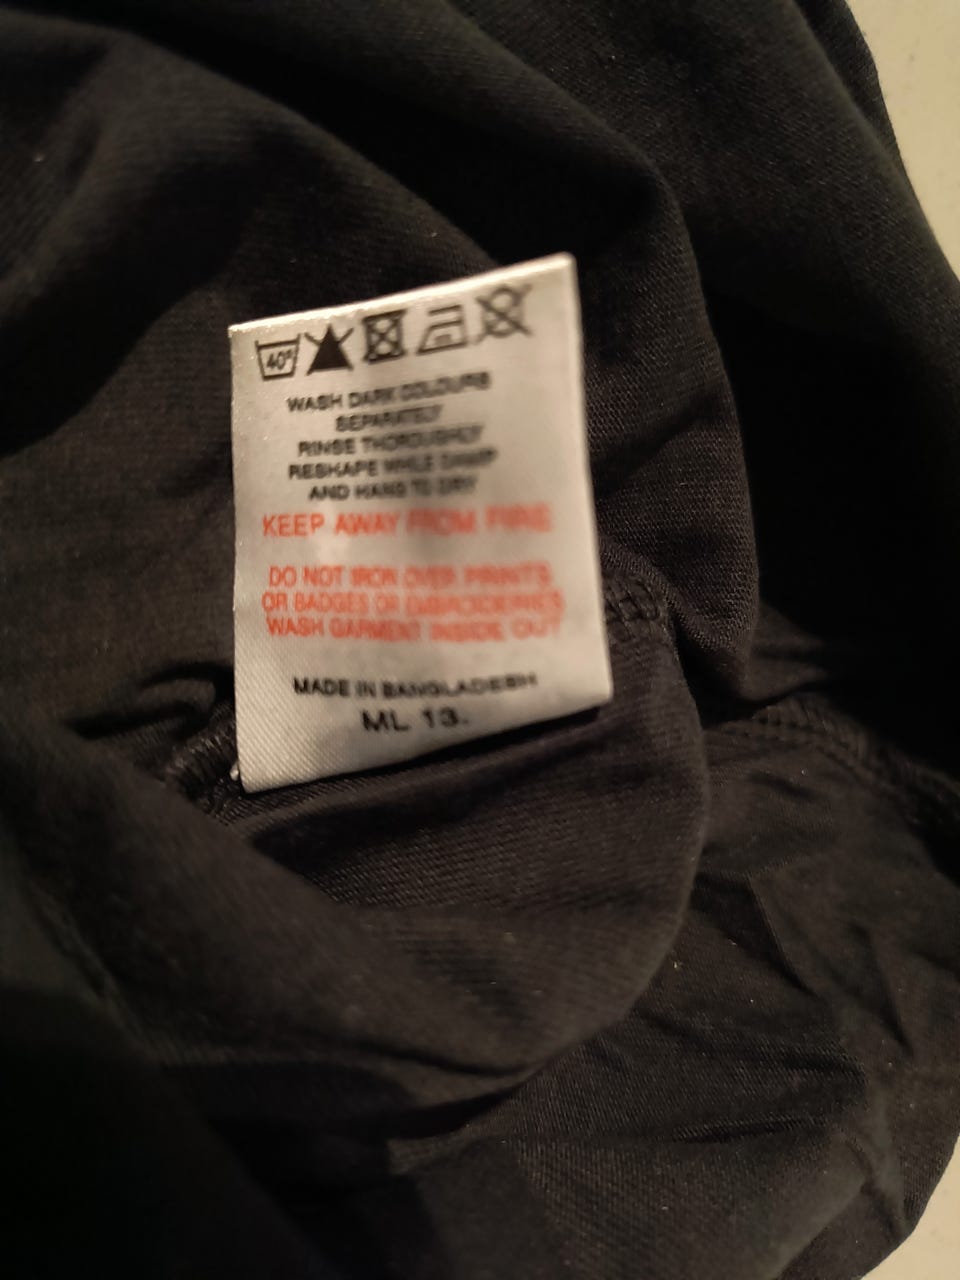 40°
WASH DARK COLOURS
SEPARATELY
RINSE THOROUGHLY
RESHAPE WHILE DAMP
AND HANG TO DRY
KEEP AWAY FROM FIRE
DO NOT IRON OVER PRINTS
OR BADGES OR EMBROIDERIES
WASH GARMENT INSIDE OUT
MADE IN BANGLADESH
ML 13.